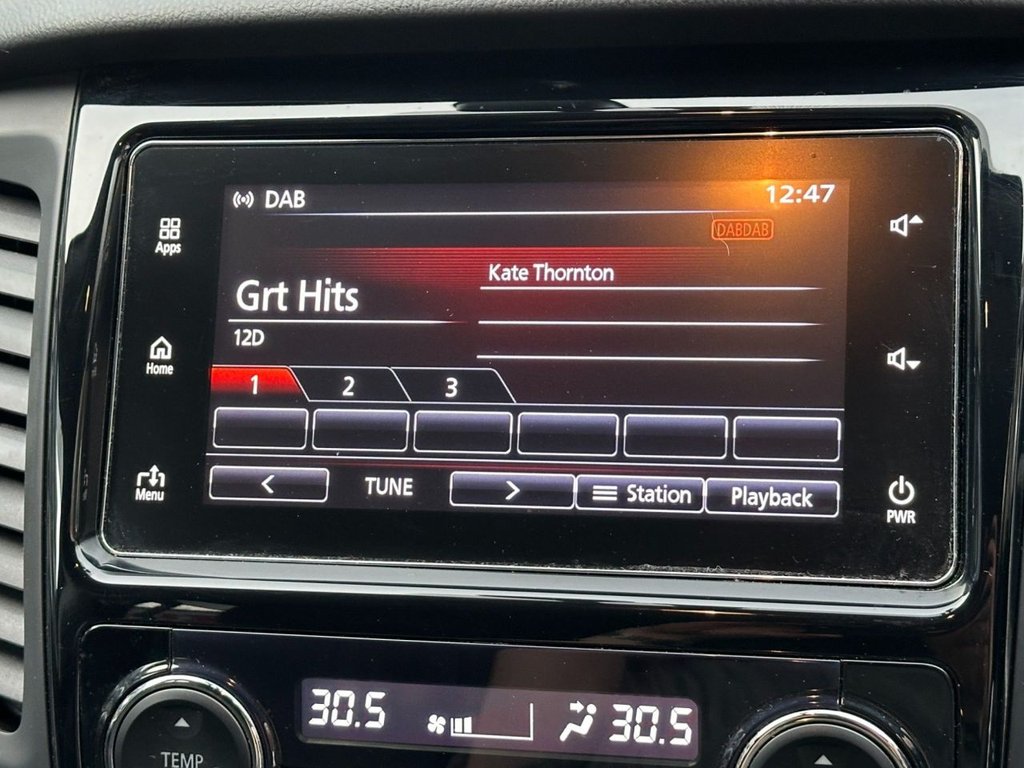 DAB 12:47
DABDAB
Apps
Kate Thornton
Grt Hits
12D
Home
1 2 3
Menu
TUNE Station Playback
PWR
30.5 30.5
TEMP